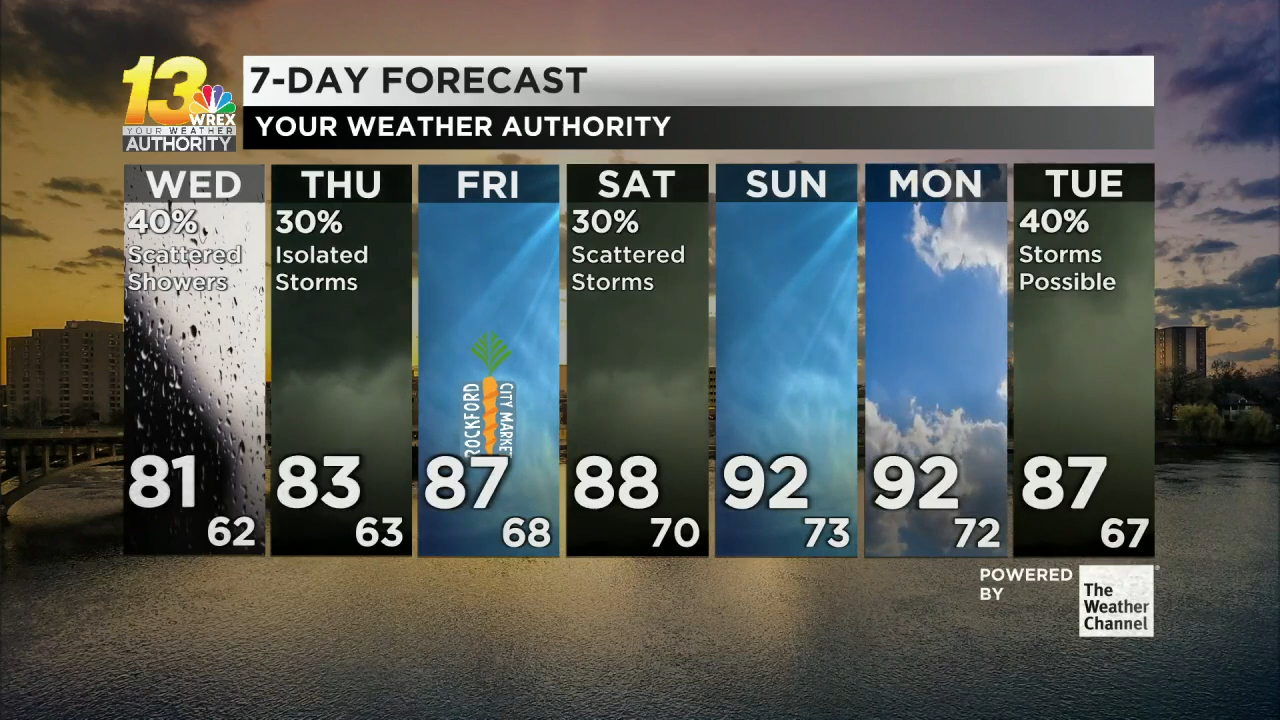 13
WREX
YOUR WEATHER
AUTHORITY
7-DAY FORECAST
YOUR WEATHER AUTHORITY
WED
40%
Scattered
Showers
81
62
THU
30%
Isolated
Storms
83
63
FRI
ROCKFORD
CITY MARKET
87
68
SAT
30%
Scattered
Storms
88
70
SUN
92
73
MON
92
72
TUE
40%
Storms
Possible
87
67
POWERED
BY
The
Weather
Channel